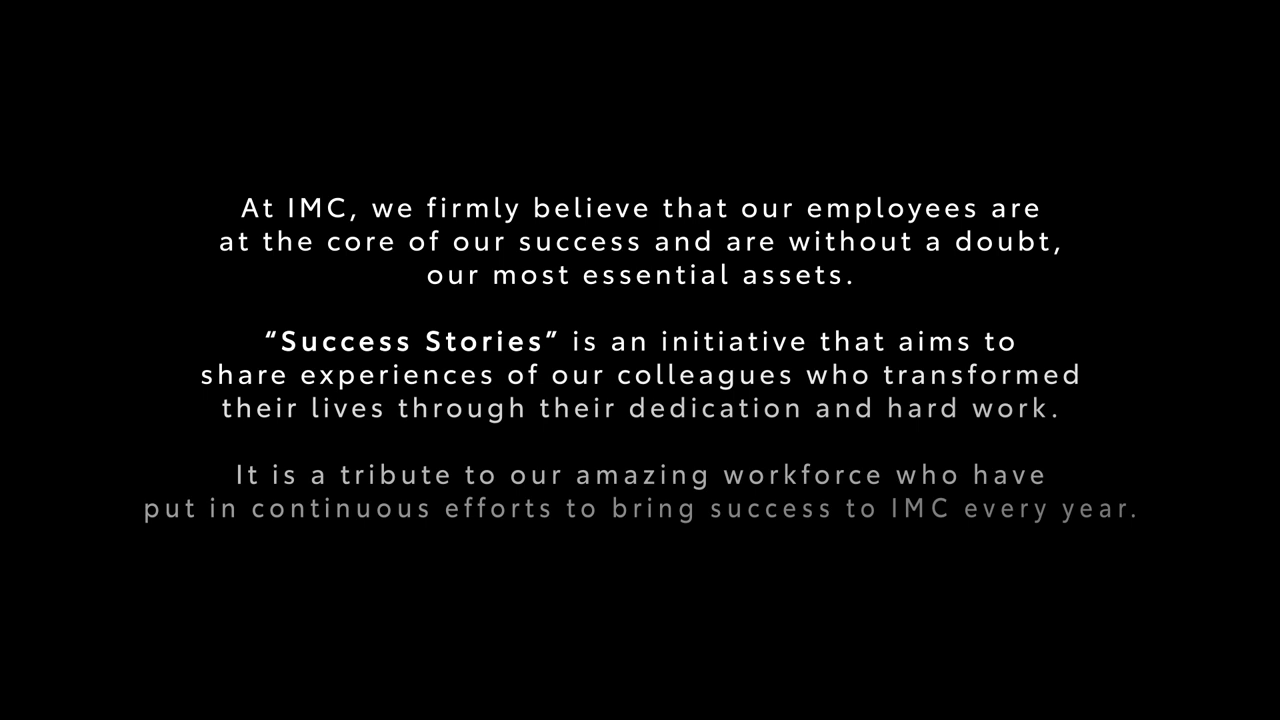 At IMC, we firmly believe that our employees are
at the core of our success and are without a doubt,
our most essential assets.
“Success Stories” is an initiative that aims to
share experiences of our colleagues who transformed
their lives through their dedication and hard work.
It is a tribute to our amazing workforce who have
put in continuous efforts to bring success to IMC every year.